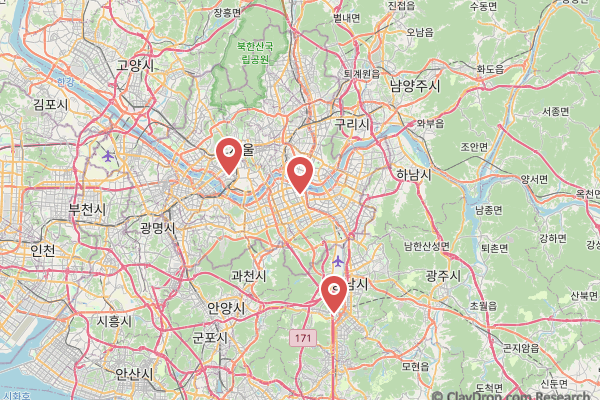 장흥면
별내면
진접읍
수동면
오남읍
북한산국
립공원
고양시
퇴계원읍
화도읍
남양주시
한강
김포시
서종면
구리시
와부읍
울
조안면
하남시
양서면
부천시
남종면
광명시
강하면
인천
남한산성면
퇴촌면
강상
과천시
광주시
남시
산북면
안양시
초월읍
시흥시
군포시
171
곤지암읍
모현읍
안산시
신둔면
도척면
시화호
© ClayDrop.com Research